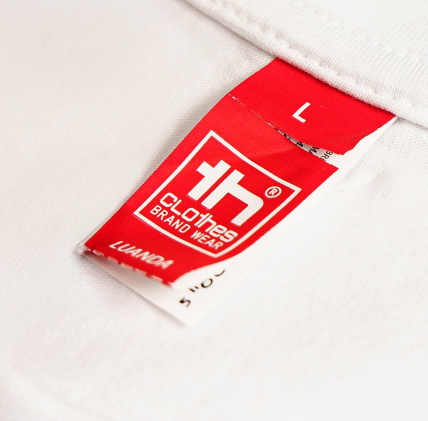 L
th®
CLOthes
BRAND WEAR
LUANDA